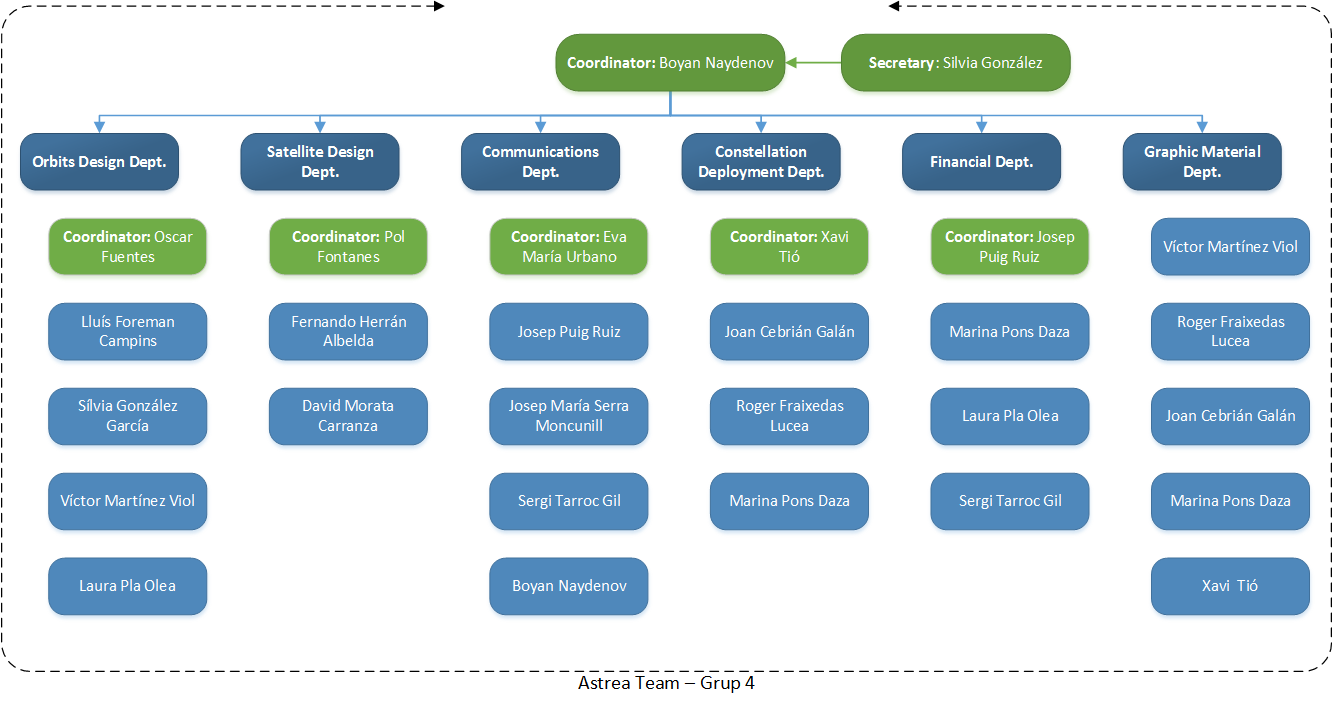 Coordinator: Boyan Naydenov
Secretary: Silvia González
Orbits Design Dept.
Satellite Design
Dept.
Communications
Dept.
Constellation
Deployment Dept.
Financial Dept.
Graphic Material
Dept.
Coordinator: Oscar
Fuentes
Lluís Foreman
Campins
Sílvia González
García
Víctor Martínez Viol
Laura Pla Olea
Coordinator: Pol
Fontanes
Fernando Herrán
Albelda
David Morata
Carranza
Coordinator: Eva
María Urbano
Josep Puig Ruiz
Josep María Serra
Moncunill
Sergi Tarroc Gil
Boyan Naydenov
Coordinator: Xavi
Tió
Joan Cebrián Galán
Roger Fraixedas
Lucea
Marina Pons Daza
Coordinator: Josep
Puig Ruiz
Marina Pons Daza
Laura Pla Olea
Sergi Tarroc Gil
Víctor Martínez Viol
Roger Fraixedas
Lucea
Joan Cebrián Galán
Marina Pons Daza
Xavi Tió
Astrea Team – Grup 4